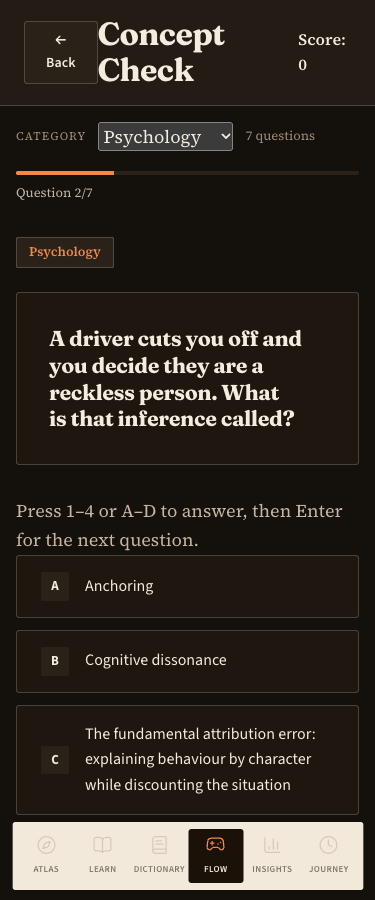 ←
Back
Concept
Check
Score:
0
CATEGORY Psychology 7 questions
Question 2/7
Psychology
A driver cuts you off and
you decide they are a
reckless person. What
is that inference called?
Press 1–4 or A–D to answer, then Enter
for the next question.
A Anchoring
B Cognitive dissonance
C The fundamental attribution error:
explaining behaviour by character
while discounting the situation
ATLAS LEARN DICTIONARY FLOW INSIGHTS JOURNEY